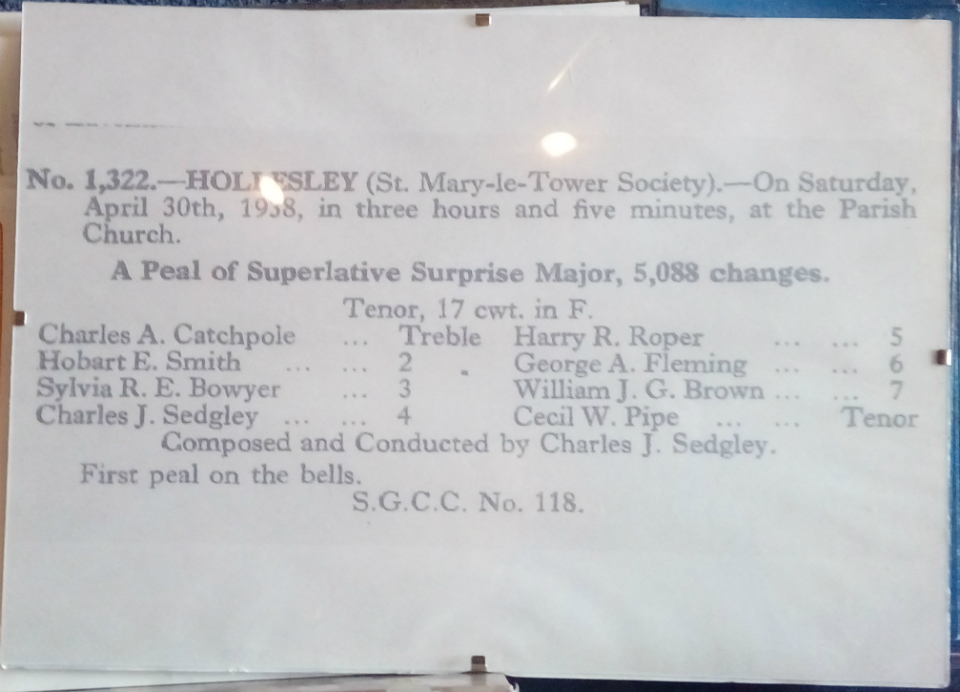 No. 1,322.—HOLLESLEY (St. Mary-le-Tower Society).—On Saturday,
April 30th, 1938, in three hours and five minutes, at the Parish
Church.
A Peal of Superlative Surprise Major, 5,088 changes.
Tenor, 17 cwt. in F.
Charles A. Catchpole ... Treble Harry R. Roper ... ... 5
Hobart E. Smith ... ... 2 George A. Fleming ... ... 6
Sylvia R. E. Bowyer ... 3 William J. G. Brown ... ... 7
Charles J. Sedgley ... ... 4 Cecil W. Pipe ... ... Tenor
Composed and Conducted by Charles J. Sedgley.
First peal on the bells.
S.G.C.C. No. 118.